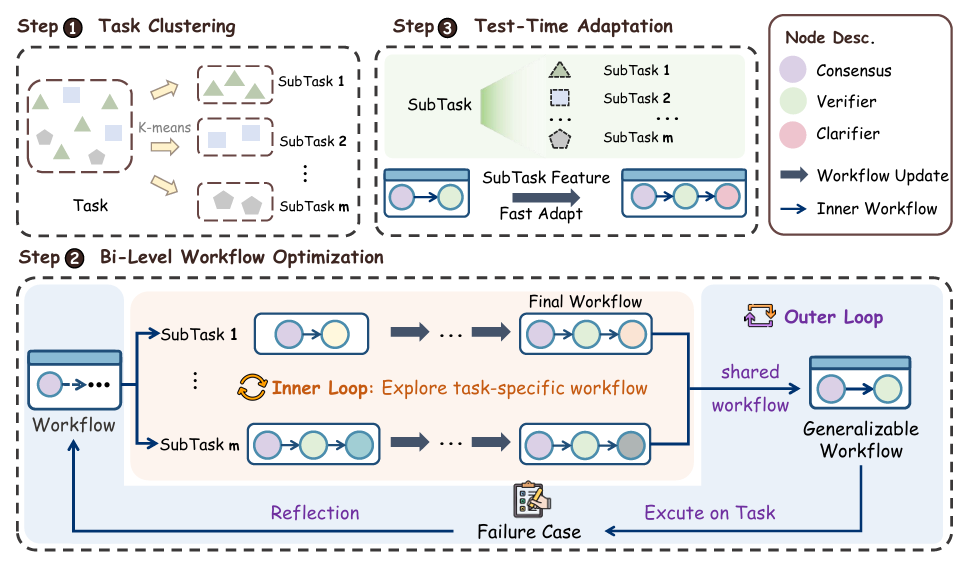 Step 1 Task Clustering
K-means
Task
SubTask 1
SubTask 2
⋮
SubTask m
Step 3 Test-Time Adaptation
SubTask
SubTask 1
SubTask 2
... ...
SubTask m
SubTask Feature
Fast Adapt
Node Desc.
Consensus
Verifier
Clarifier
Workflow Update
Inner Workflow
Step 2 Bi-Level Workflow Optimization
Workflow
SubTask 1
...
Final Workflow
⋮
Inner Loop: Explore task-specific workflow
SubTask m
...
Outer Loop
shared
workflow
Generalizable
Workflow
Reflection
Failure Case
Excute on Task